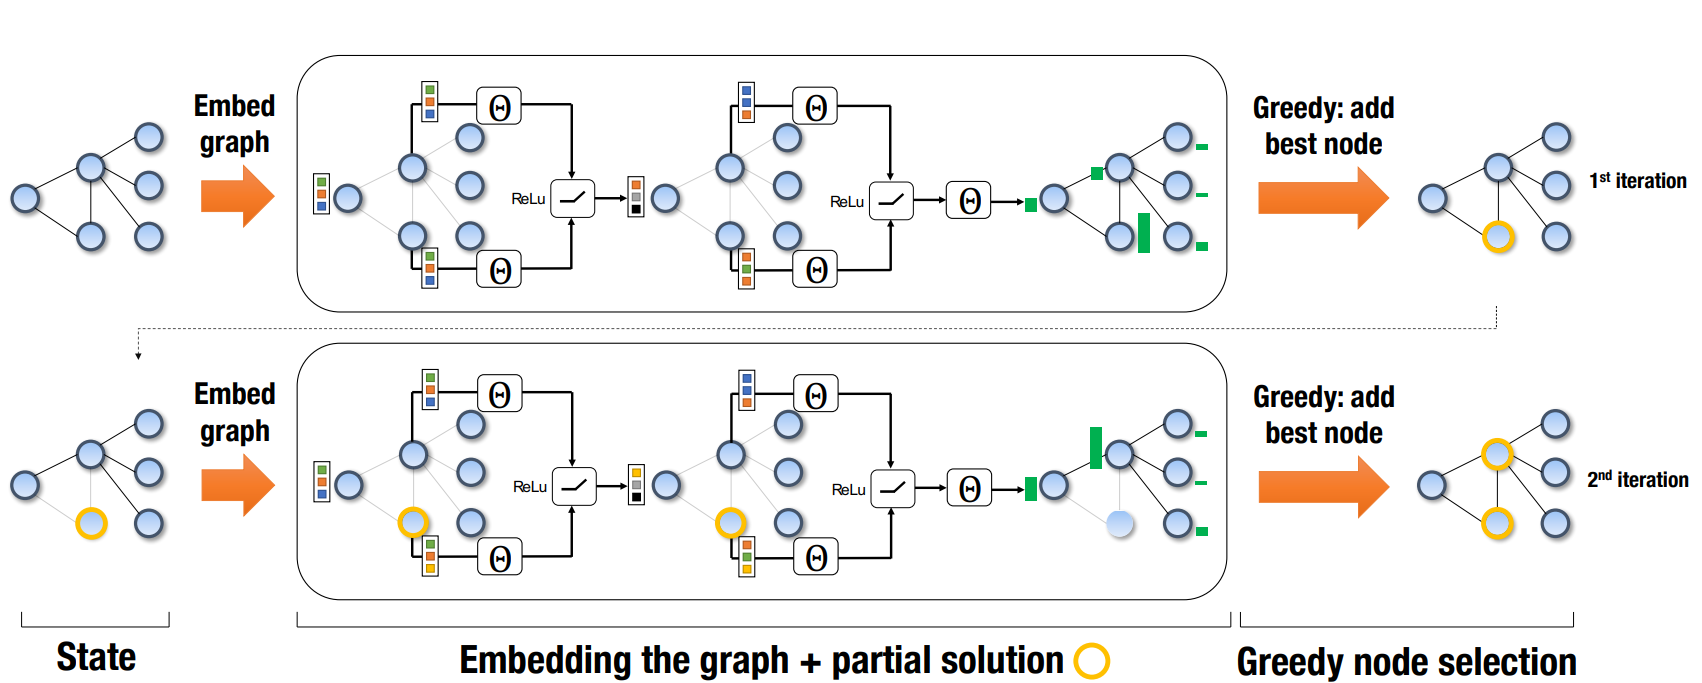 Embed
graph
Θ
Θ
ReLu
Θ
Θ
ReLu
Θ
Greedy: add
best node
1st iteration
Embed
graph
Θ
Θ
ReLu
Θ
Θ
ReLu
Θ
Greedy: add
best node
2nd iteration
State
Embedding the graph + partial solution
Greedy node selection